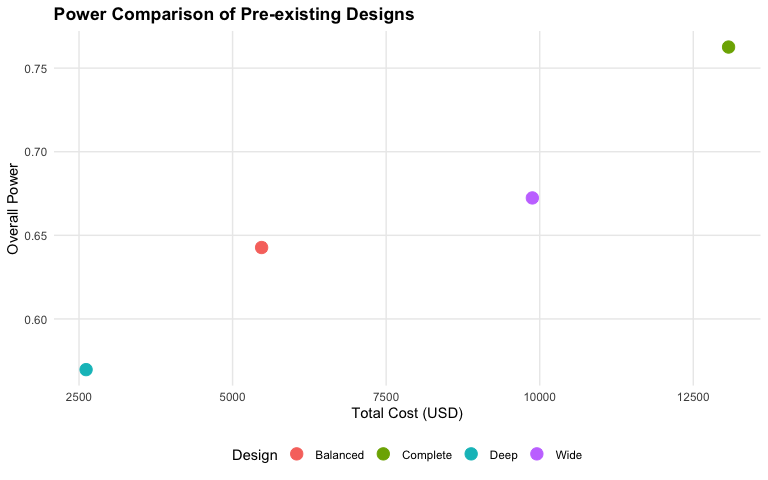 Power Comparison of Pre-existing Designs
Overall Power
0.75
0.70
0.65
0.60
2500 5000 7500 10000 12500
Total Cost (USD)
Design Balanced Complete Deep Wide